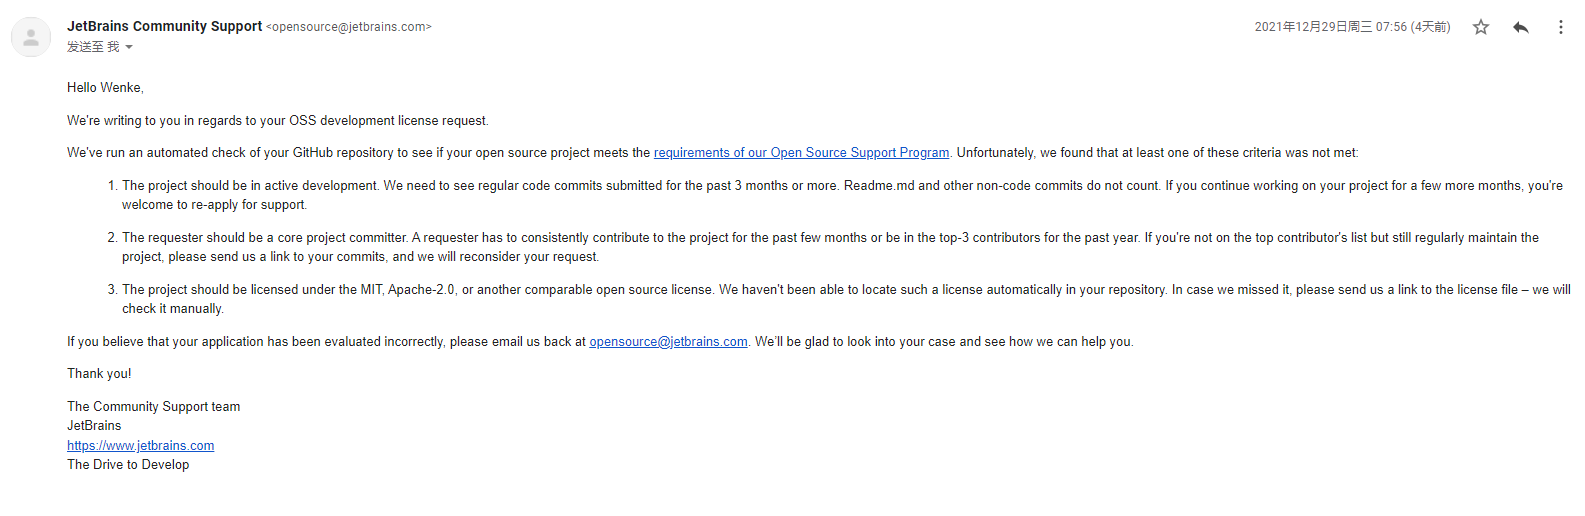 JetBrains Community Support <opensource@jetbrains.com>
2021年12月29日周三 07:56 (4天前)
发送至 我
Hello Wenke,
We're writing to you in regards to your OSS development license request.
We've run an automated check of your GitHub repository to see if your open source project meets the requirements of our Open Source Support Program. Unfortunately, we found that at least one of these criteria was not met:
1. The project should be in active development. We need to see regular code commits submitted for the past 3 months or more. Readme.md and other non-code commits do not count. If you continue working on your project for a few more months, you're
welcome to re-apply for support.
2. The requester should be a core project committer. A requester has to consistently contribute to the project for the past few months or be in the top-3 contributors for the past year. If you're not on the top contributor's list but still regularly maintain the
project, please send us a link to your commits, and we will reconsider your request.
3. The project should be licensed under the MIT, Apache-2.0, or another comparable open source license. We haven't been able to locate such a license automatically in your repository. In case we missed it, please send us a link to the license file – we will
check it manually.
If you believe that your application has been evaluated incorrectly, please email us back at opensource@jetbrains.com. We'll be glad to look into your case and see how we can help you.
Thank you!
The Community Support team
JetBrains
https://www.jetbrains.com
The Drive to Develop